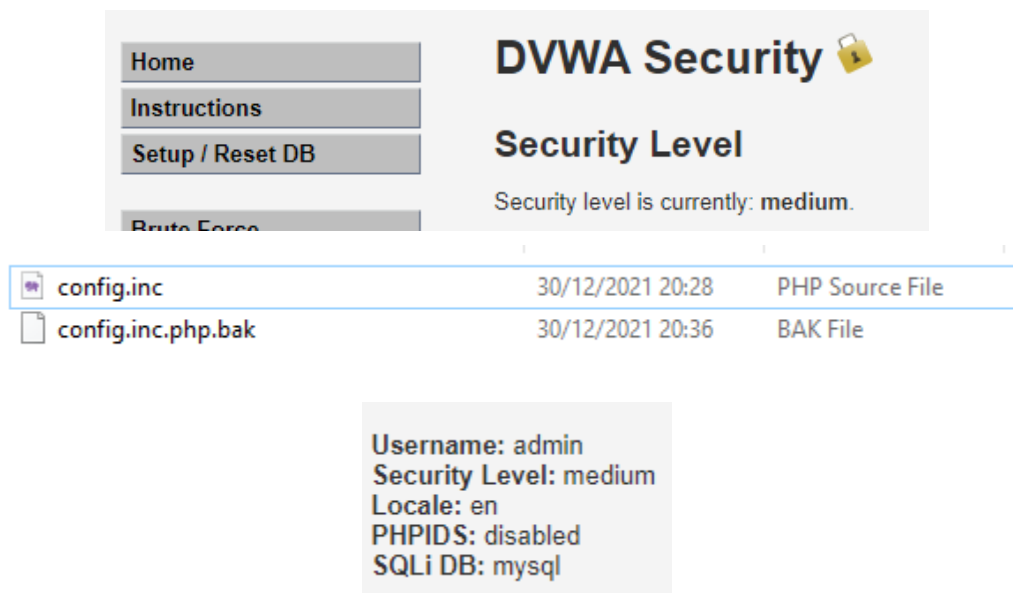 Home
DVWA Security
Instructions
Setup / Reset DB
Security Level
Security level is currently: medium.
Brute Force
config.inc 30/12/2021 20:28 PHP Source File
config.inc.php.bak 30/12/2021 20:36 BAK File
Username: admin
Security Level: medium
Locale: en
PHPIDS: disabled
SQLi DB: mysql